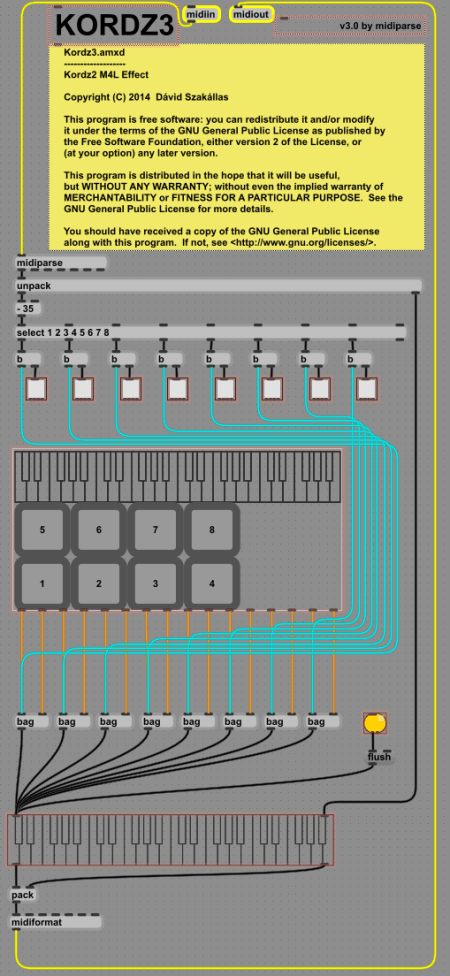 KORDZ3
midiin
midiout
v3.0 by midiparse
Kordz3.amxd
-------------------
Kordz2 M4L Effect
Copyright (C) 2014  Dávid Szakállas
This program is free software: you can redistribute it and/or modify
it under the terms of the GNU General Public License as published by
the Free Software Foundation, either version 2 of the License, or
(at your option) any later version.
This program is distributed in the hope that it will be useful,
but WITHOUT ANY WARRANTY; without even the implied warranty of
MERCHANTABILITY or FITNESS FOR A PARTICULAR PURPOSE.  See the
GNU General Public License for more details.
You should have received a copy of the GNU General Public License
along with this program.  If not, see <http://www.gnu.org/licenses/>.
midiparse
unpack
- 35
select 1 2 3 4 5 6 7 8
b b b b b b b b
5 6 7 8
1 2 3 4
bag bag bag bag bag bag bag bag
flush
pack
midiformat